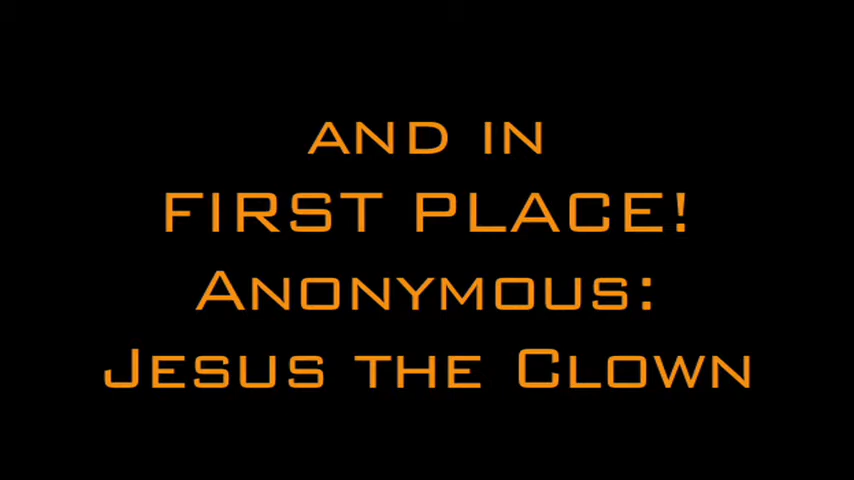 AND IN
FIRST PLACE!
ANONYMOUS:
JESUS THE CLOWN